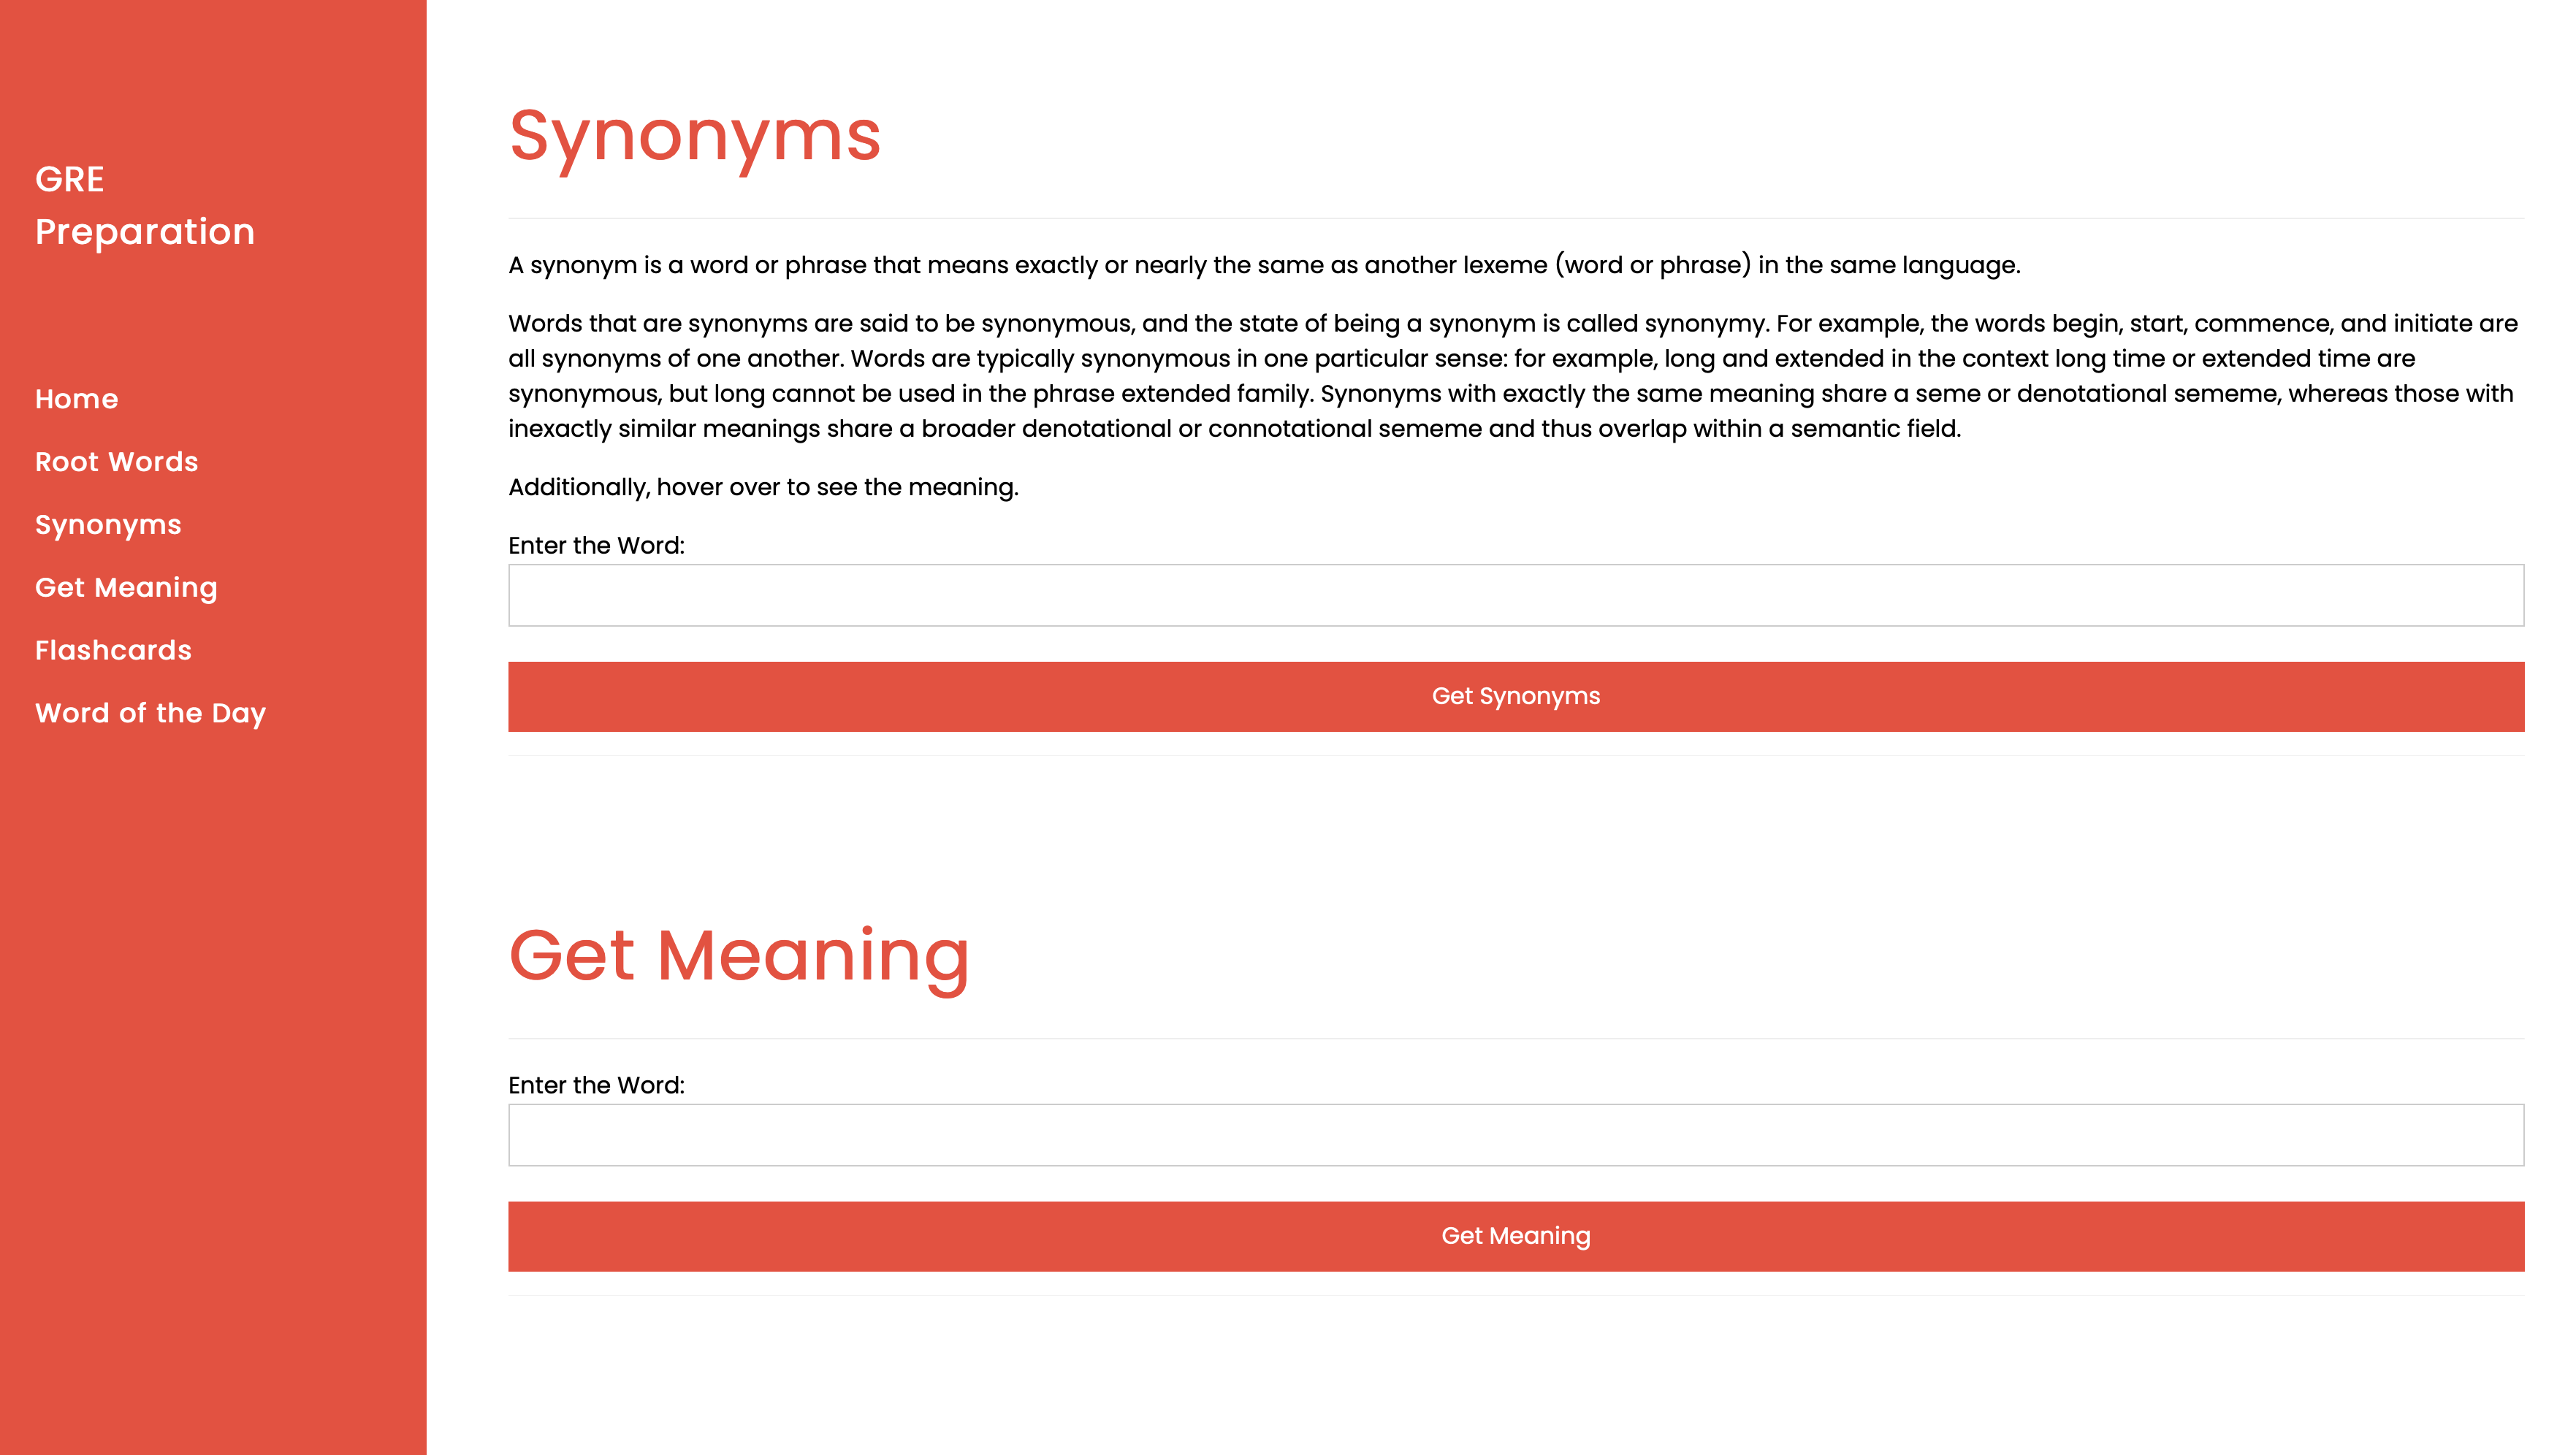 GRE
Preparation
Home
Root Words
Synonyms
Get Meaning
Flashcards
Word of the Day
Synonyms
A synonym is a word or phrase that means exactly or nearly the same as another lexeme (word or phrase) in the same language.
Words that are synonyms are said to be synonymous, and the state of being a synonym is called synonymy. For example, the words begin, start, commence, and initiate are
all synonyms of one another. Words are typically synonymous in one particular sense: for example, long and extended in the context long time or extended time are
synonymous, but long cannot be used in the phrase extended family. Synonyms with exactly the same meaning share a seme or denotational sememe, whereas those with
inexactly similar meanings share a broader denotational or connotational sememe and thus overlap within a semantic field.
Additionally, hover over to see the meaning.
Enter the Word:
Get Synonyms
Get Meaning
Enter the Word:
Get Meaning